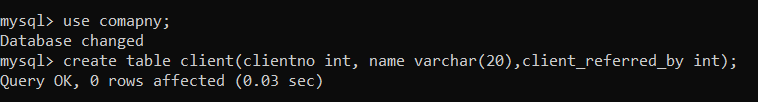 mysql> use comapny;
Database changed
mysql> create table client(clientno int, name varchar(20),client_referred_by int);
Query OK, 0 rows affected (0.03 sec)